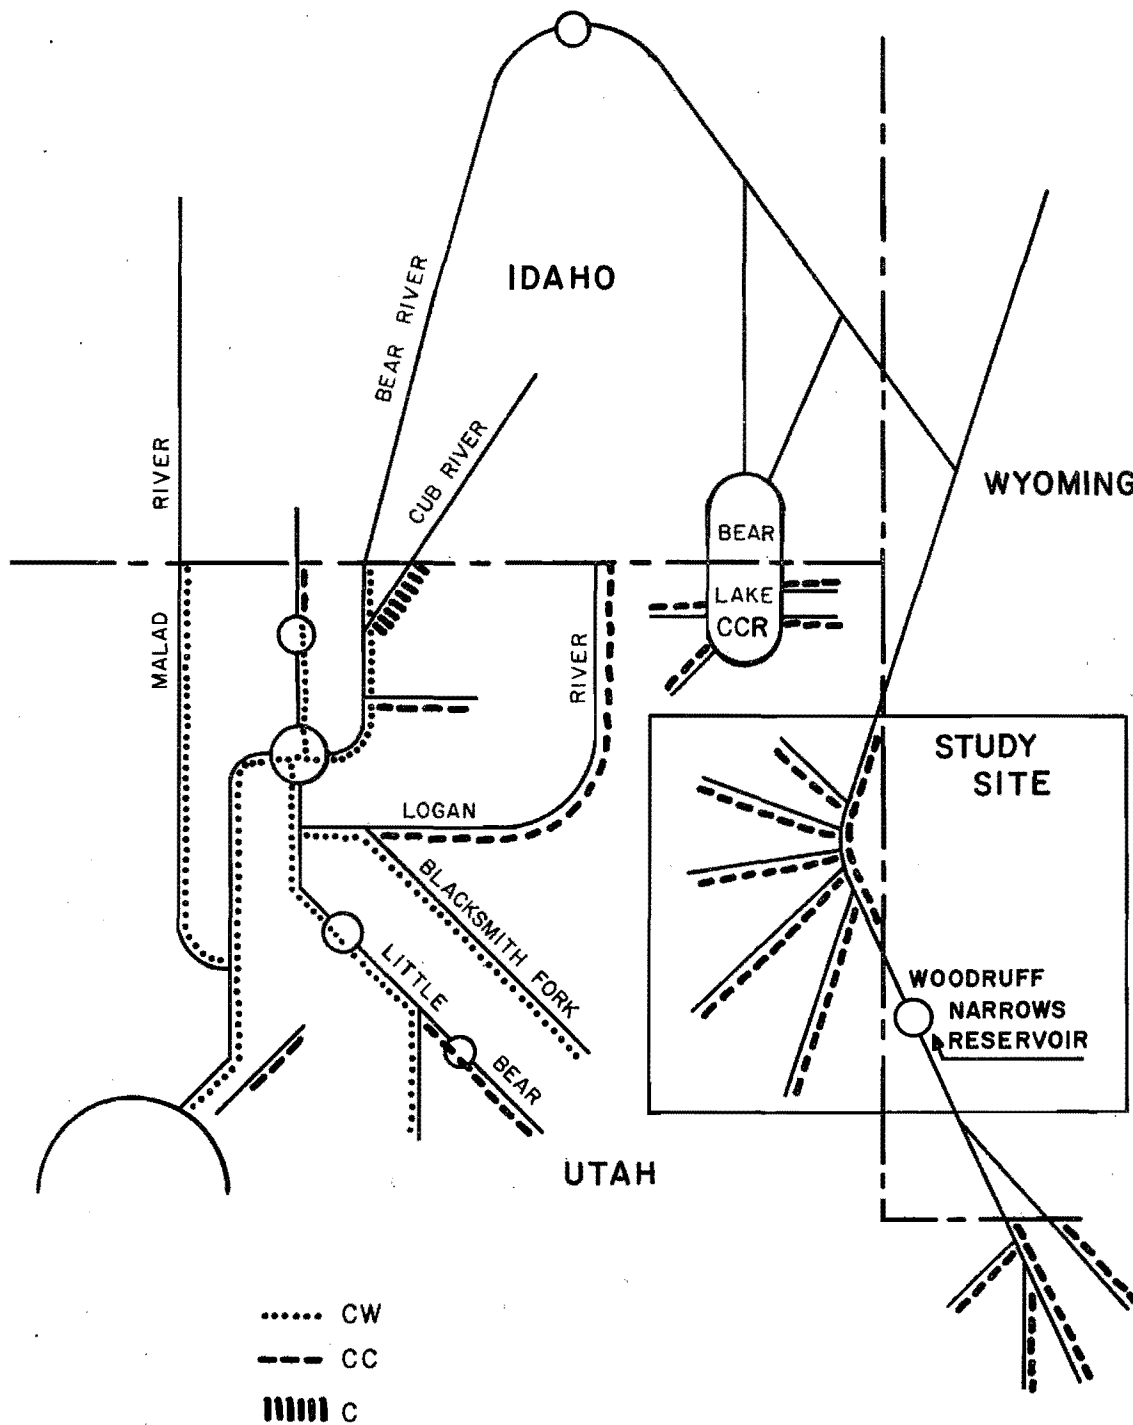 IDAHO
BEAR RIVER
CUB RIVER
RIVER
MALAD
WYOMING
BEAR
LAKE
CCR
RIVER
LOGAN
BLACKSMITH FORK
LITTLE
BEAR
STUDY
SITE
WOODRUFF
NARROWS
RESERVOIR
UTAH
CW
CC
C